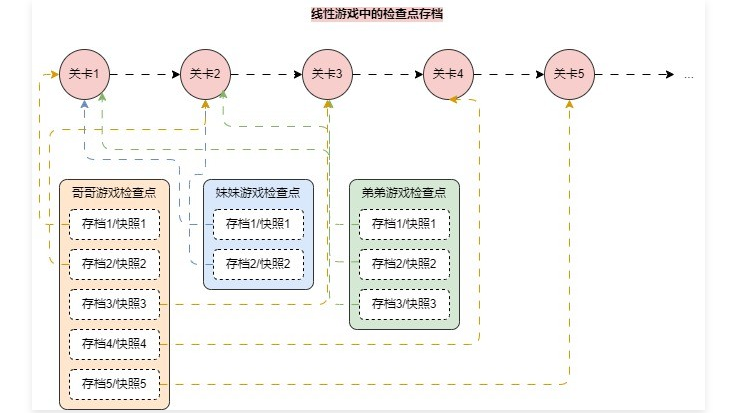 线性游戏中的检查点存档
关卡1
关卡2
关卡3
关卡4
关卡5
...
哥哥游戏检查点
存档1/快照1
存档2/快照2
存档3/快照3
存档4/快照4
存档5/快照5
妹妹游戏检查点
存档1/快照1
存档2/快照2
弟弟游戏检查点
存档1/快照1
存档2/快照2
存档3/快照3